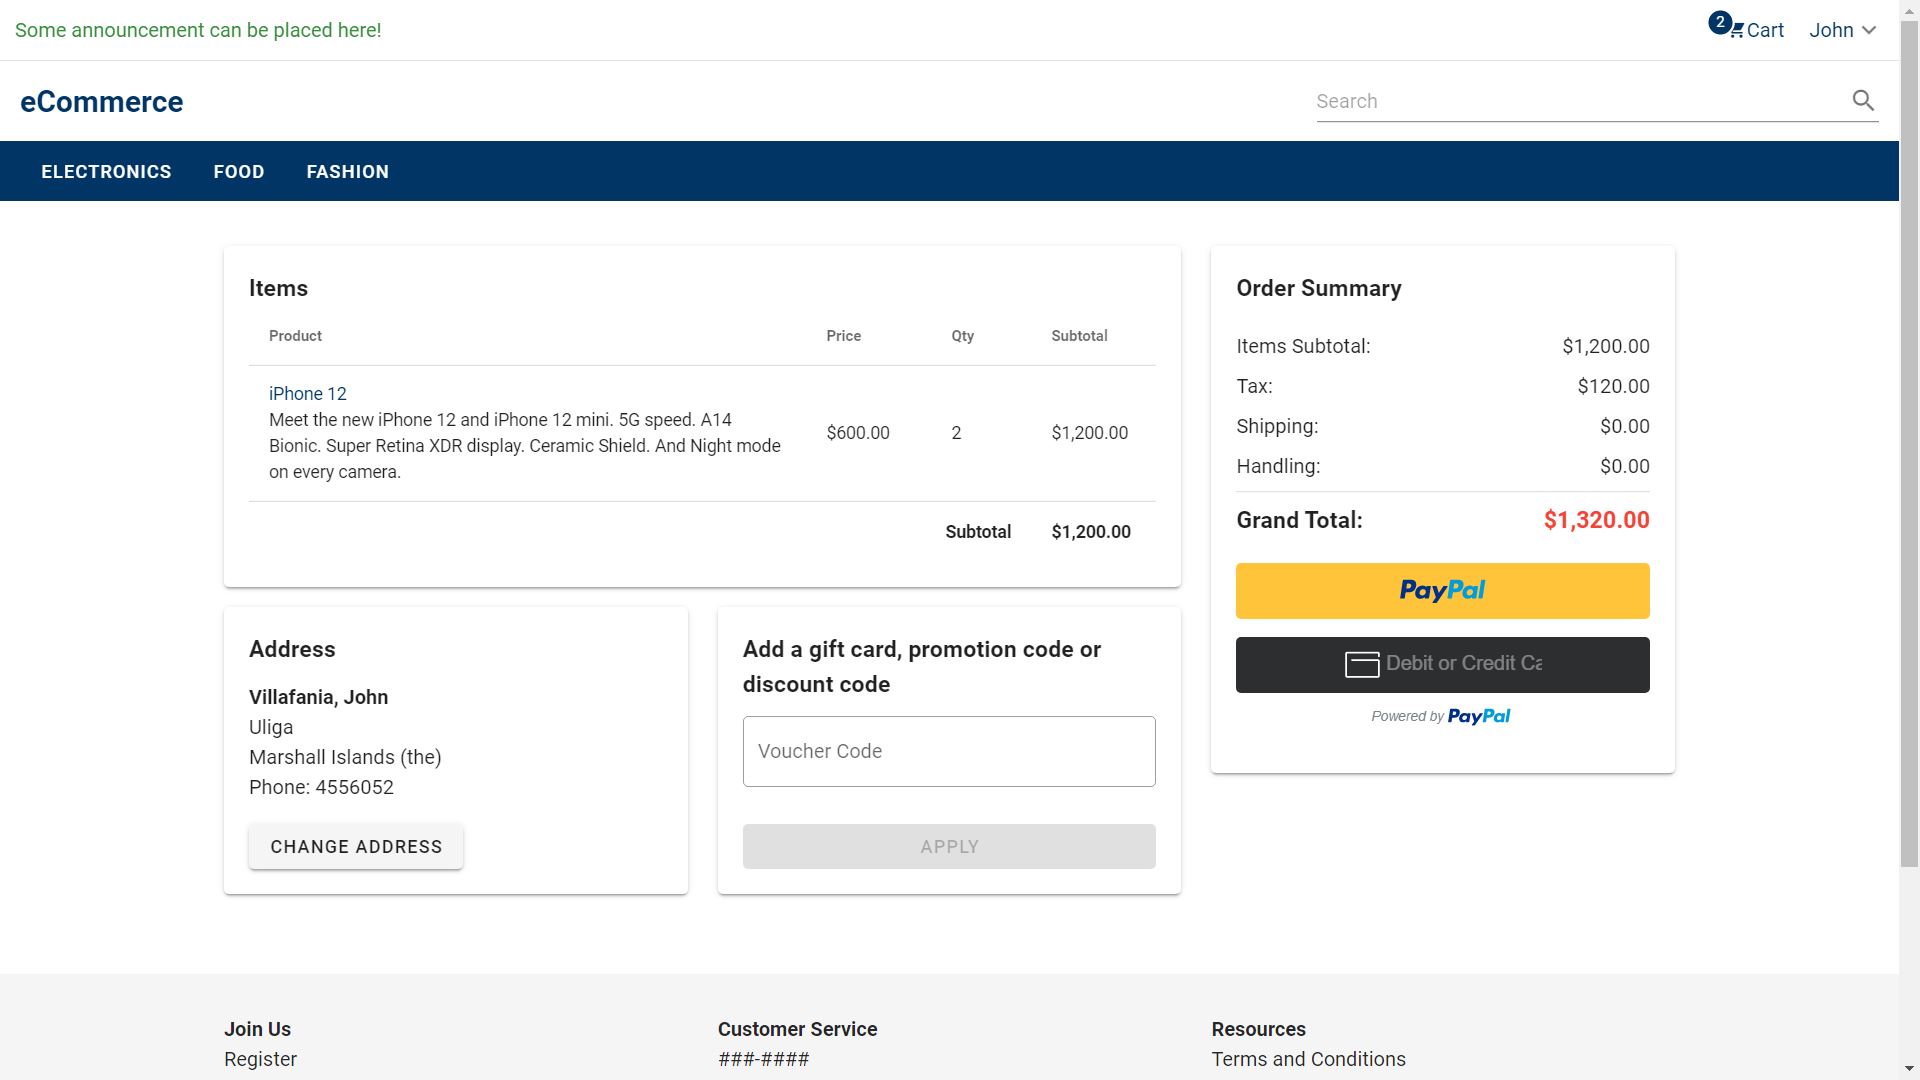 Some announcement can be placed here!
2 Cart John
eCommerce
Search
ELECTRONICS FOOD FASHION
Items
Product Price Qty Subtotal
iPhone 12
Meet the new iPhone 12 and iPhone 12 mini. 5G speed. A14
Bionic. Super Retina XDR display. Ceramic Shield. And Night mode
on every camera.
$600.00 2 $1,200.00
Subtotal $1,200.00
Order Summary
Items Subtotal: $1,200.00
Tax: $120.00
Shipping: $0.00
Handling: $0.00
Grand Total: $1,320.00
PayPal
Debit or Credit Ca
Powered by PayPal
Address
Villafania, John
Uliga
Marshall Islands (the)
Phone: 4556052
CHANGE ADDRESS
Add a gift card, promotion code or
discount code
Voucher Code
APPLY
Join Us
Register
Customer Service
###-####
Resources
Terms and Conditions